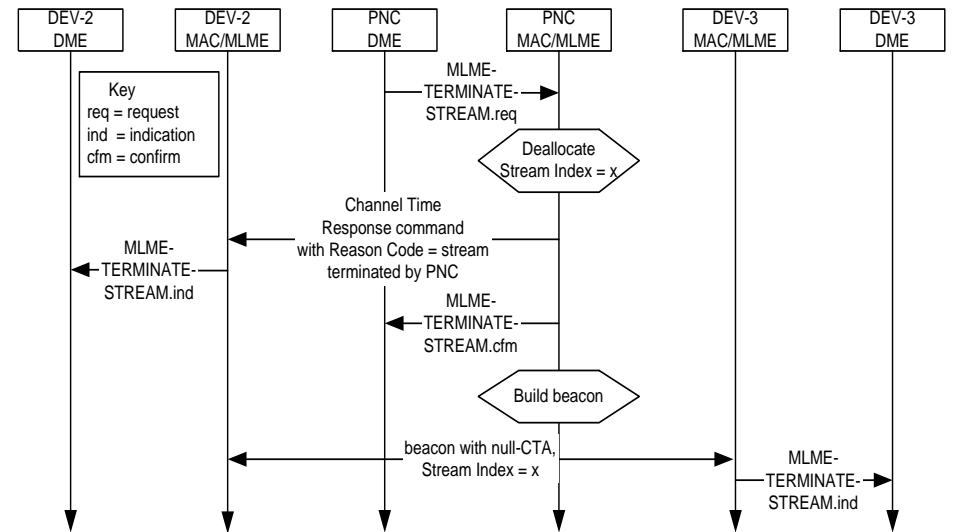 DEV-2
DME
DEV-2
MAC/MLME
PNC
DME
PNC
MAC/MLME
DEV-3
MAC/MLME
DEV-3
DME
Key
req = request
ind = indication
cfm = confirm
MLME-
TERMINATE-
STREAM.req
Deallocate
Stream Index = x
Channel Time
Response command
with Reason Code = stream
terminated by PNC
MLME-
TERMINATE-
STREAM.ind
MLME-
TERMINATE-
STREAM.cfm
Build beacon
beacon with null-CTA,
Stream Index = x
MLME-
TERMINATE-
STREAM.ind